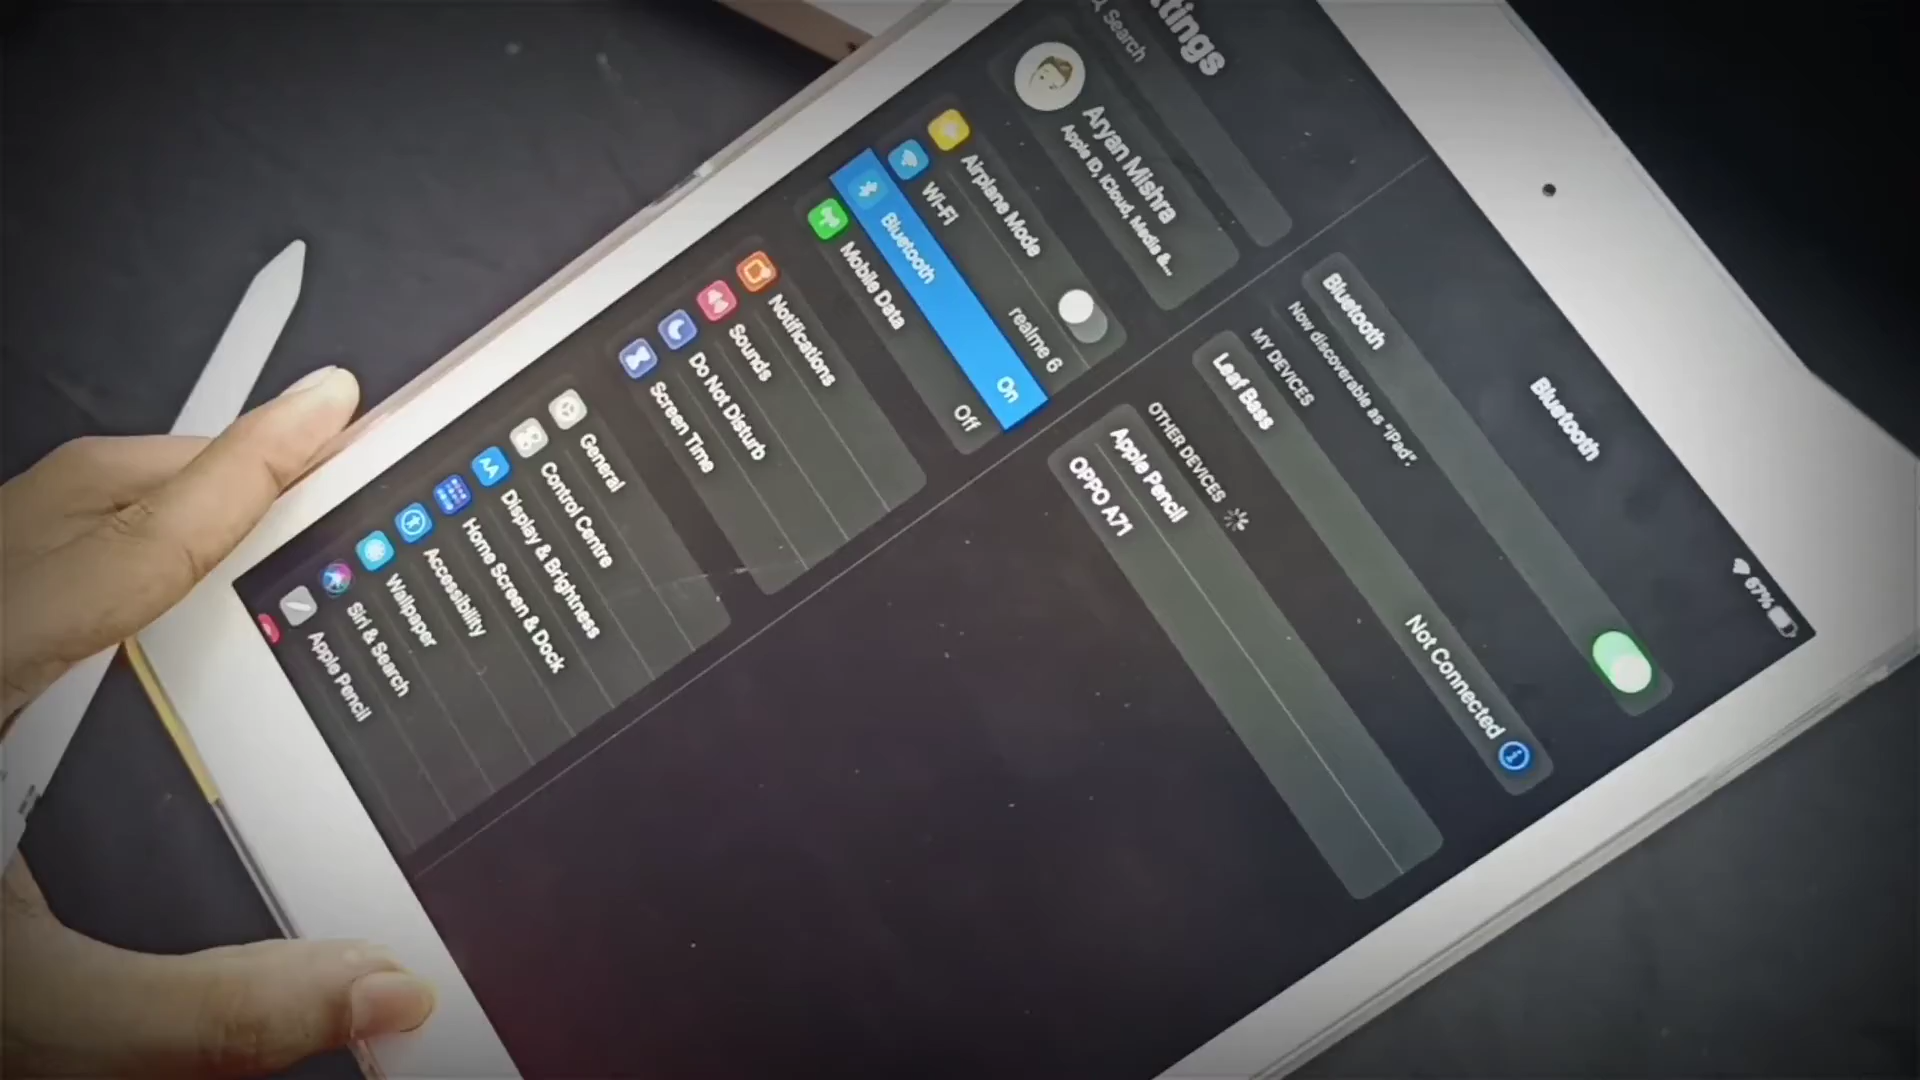 ttings
Search
Aryan Mishra
Apple ID, iCloud, Media &...
Airplane Mode
Wi-Fi realme 6
Bluetooth On
Mobile Data Off
Notifications
Sounds
Do Not Disturb
Screen Time
General
Control Centre
Display & Brightness
Home Screen & Dock
Accessibility
Wallpaper
Siri & Search
Apple Pencil
67%
Bluetooth
Bluetooth
Now discoverable as "iPad".
MY DEVICES
Leaf Bass Not Connected
OTHER DEVICES
Apple Pencil
OPPO A71